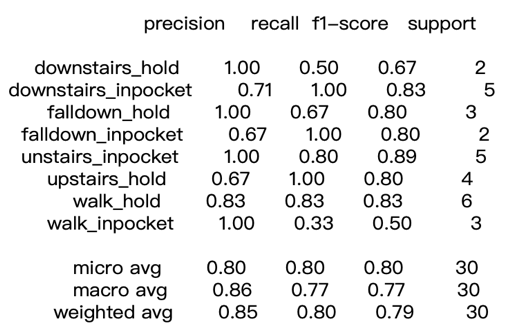 precision recall f1-score support
downstairs_hold 1.00 0.50 0.67 2
downstairs_inpocket 0.71 1.00 0.83 5
falldown_hold 1.00 0.67 0.80 3
falldown_inpocket 0.67 1.00 0.80 2
unstairs_inpocket 1.00 0.80 0.89 5
upstairs_hold 0.67 1.00 0.80 4
walk_hold 0.83 0.83 0.83 6
walk_inpocket 1.00 0.33 0.50 3
micro avg 0.80 0.80 0.80 30
macro avg 0.86 0.77 0.77 30
weighted avg 0.85 0.80 0.79 30